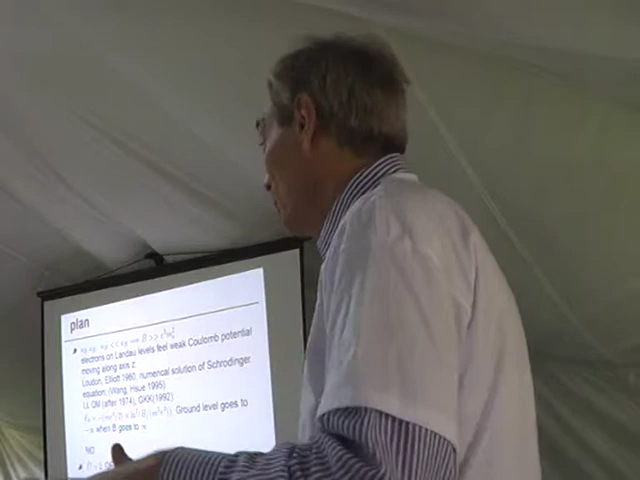 plan
electrons on Landau levels feel weak Coulomb potential
moving along axis z
Loudon, Elliott 1960, numerical solution of Schrodinger
equation, (Wang, Hsue 1995)
LL QM (after 1974), GKK(1992)
Ground level goes to
−∞ when B goes to ∞
NO